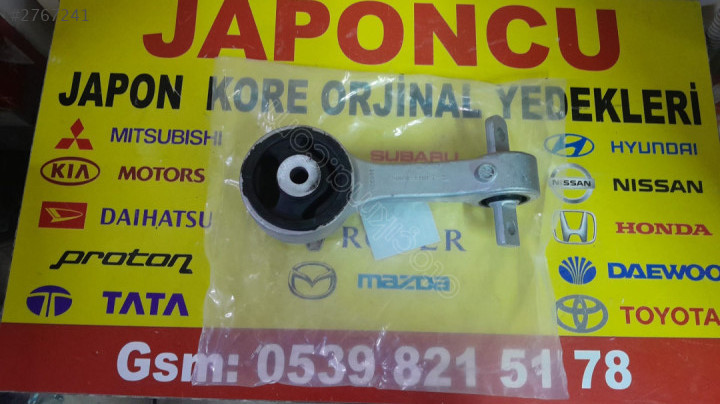 #2767241
JAPONCU
JAPON KORE ORJİNAL YEDEKLERİ
MITSUBISHI
SUBARU
HYUNDAI
KIA MOTORS
NISSAN NISSAN
DAIHATSU
HONDA
proton
DAEWOO
mazda
TATA
TOYOTA
Gsm: 0539 821 51 78